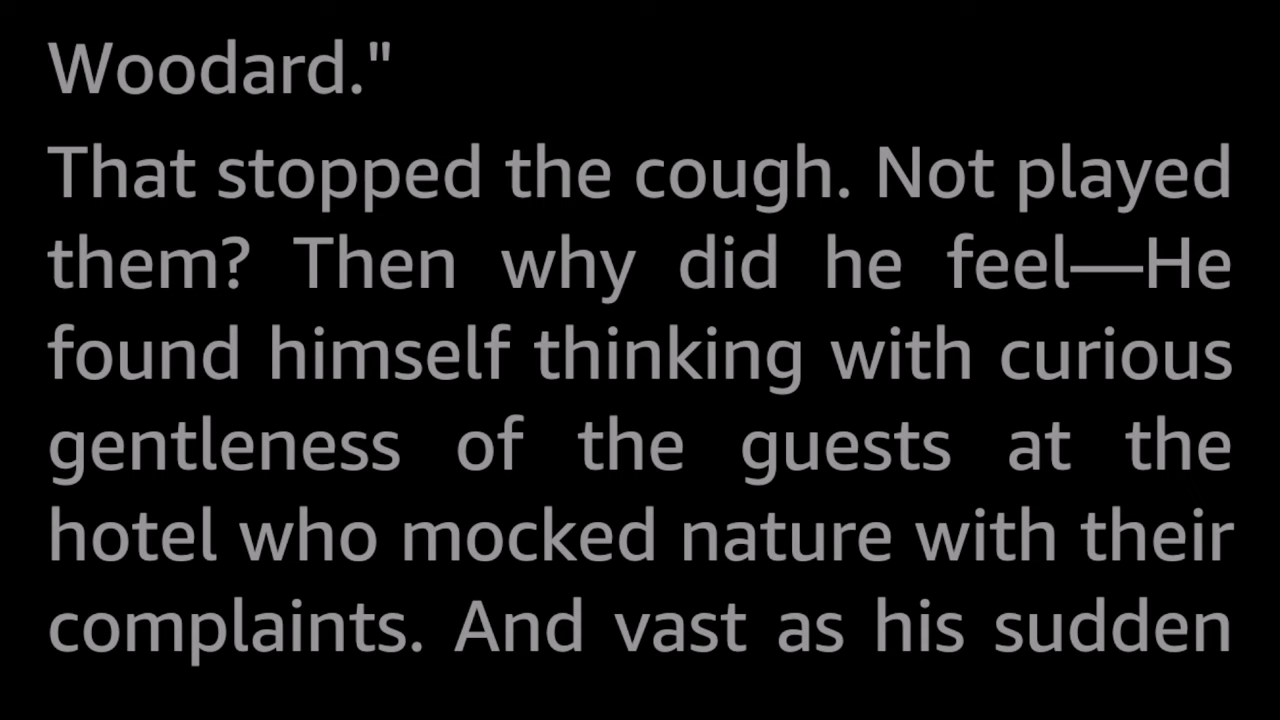 Woodard."
That stopped the cough. Not played
them? Then why did he feel—He
found himself thinking with curious
gentleness of the guests at the
hotel who mocked nature with their
complaints. And vast as his sudden